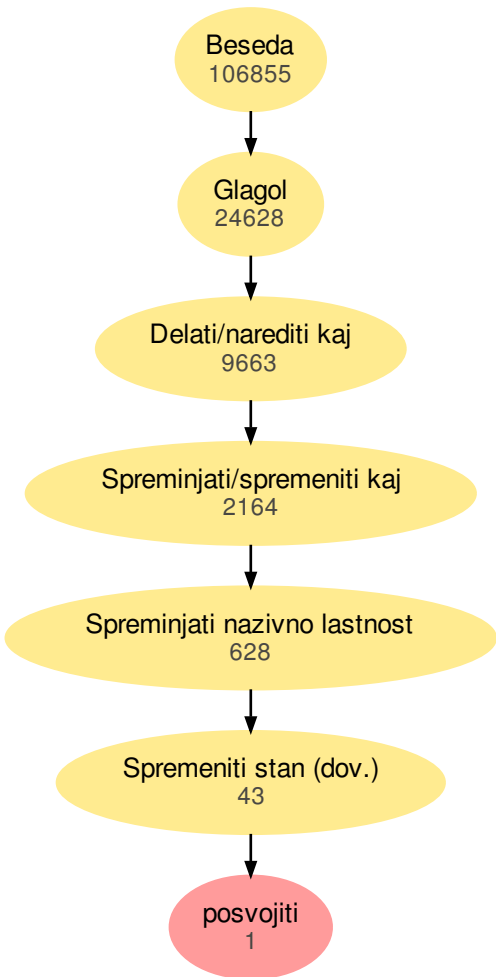 Beseda
106855
Glagol
24628
Delati/narediti kaj
9663
Spreminjati/spremeniti kaj
2164
Spreminjati nazivno lastnost
628
Spremeniti stan (dov.)
43
posvojiti
1